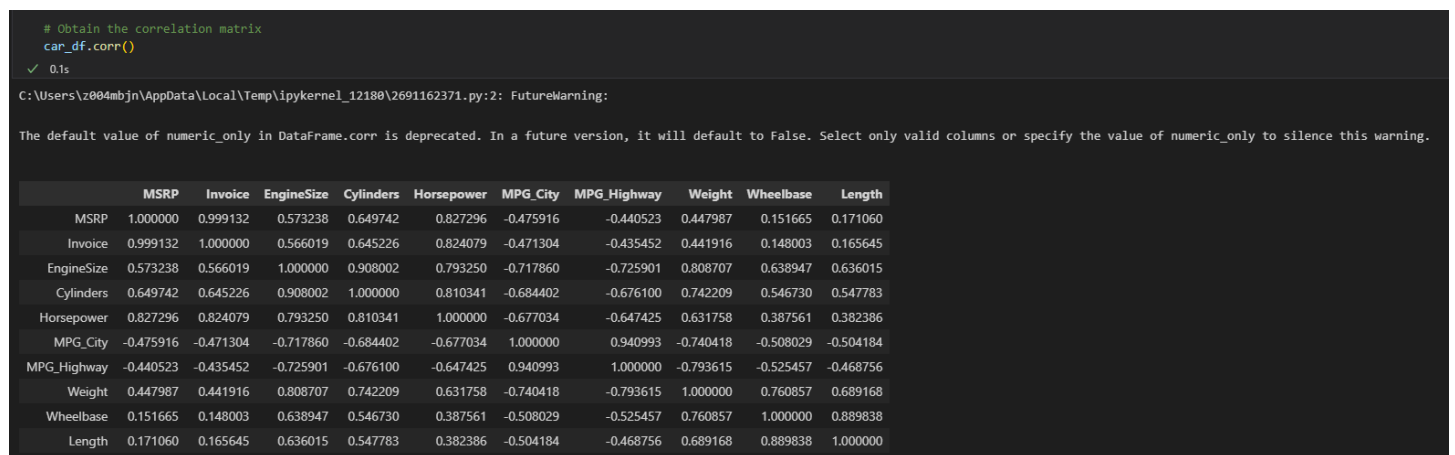 # Obtain the correlation matrix
car_df.corr()
✓ 0.1s
C:\Users\z004mbjn\AppData\Local\Temp\ipykernel_12180\2691162371.py:2: FutureWarning:
The default value of numeric_only in DataFrame.corr is deprecated. In a future version, it will default to False. Select only valid columns or specify the value of numeric_only to silence this warning.
MSRP Invoice EngineSize Cylinders Horsepower MPG_City MPG_Highway Weight Wheelbase Length
MSRP 1.000000 0.999132 0.573238 0.649742 0.827296 -0.475916 -0.440523 0.447987 0.151665 0.171060
Invoice 0.999132 1.000000 0.566019 0.645226 0.824079 -0.471304 -0.435452 0.441916 0.148003 0.165645
EngineSize 0.573238 0.566019 1.000000 0.908002 0.793250 -0.717860 -0.725901 0.808707 0.638947 0.636015
Cylinders 0.649742 0.645226 0.908002 1.000000 0.810341 -0.684402 -0.676100 0.742209 0.546730 0.547783
Horsepower 0.827296 0.824079 0.793250 0.810341 1.000000 -0.677034 -0.647425 0.631758 0.387561 0.382386
MPG_City -0.475916 -0.471304 -0.717860 -0.684402 -0.677034 1.000000 0.940993 -0.740418 -0.508029 -0.504184
MPG_Highway -0.440523 -0.435452 -0.725901 -0.676100 -0.647425 0.940993 1.000000 -0.793615 -0.525457 -0.468756
Weight 0.447987 0.441916 0.808707 0.742209 0.631758 -0.740418 -0.793615 1.000000 0.760857 0.689168
Wheelbase 0.151665 0.148003 0.638947 0.546730 0.387561 -0.508029 -0.525457 0.760857 1.000000 0.889838
Length 0.171060 0.165645 0.636015 0.547783 0.382386 -0.504184 -0.468756 0.689168 0.889838 1.000000